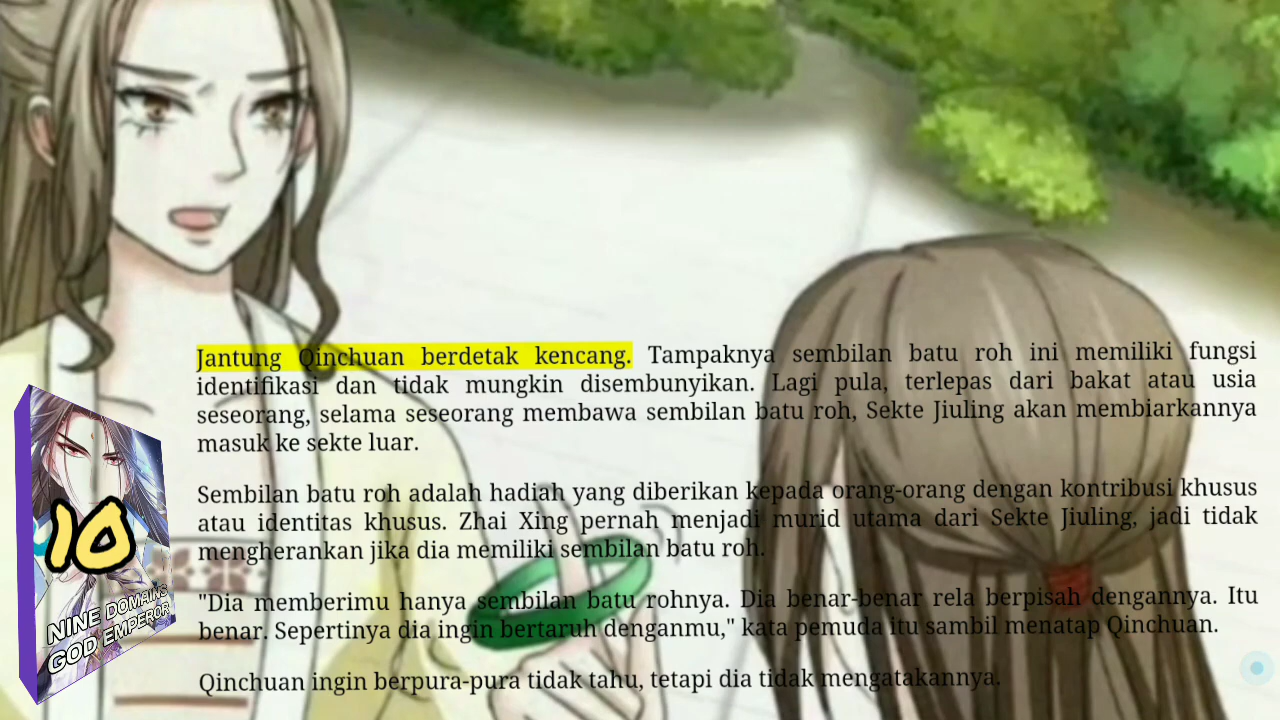 Jantung Qinchuan berdetak kencang. Tampaknya sembilan batu roh ini memiliki fungsi
identifikasi dan tidak mungkin disembunyikan. Lagi pula, terlepas dari bakat atau usia
seseorang, selama seseorang membawa sembilan batu roh, Sekte Jiuling akan membiarkannya
masuk ke sekte luar.
Sembilan batu roh adalah hadiah yang diberikan kepada orang-orang dengan kontribusi khusus
atau identitas khusus. Zhai Xing pernah menjadi murid utama dari Sekte Jiuling, jadi tidak
mengherankan jika dia memiliki sembilan batu roh.
"Dia memberimu hanya sembilan batu rohnya. Dia benar-benar rela berpisah dengannya. Itu
benar. Sepertinya dia ingin bertaruh denganmu," kata pemuda itu sambil menatap Qinchuan.
Qinchuan ingin berpura-pura tidak tahu, tetapi dia tidak mengatakannya.
10
NINE DOMAINS
GOD EMPEROR